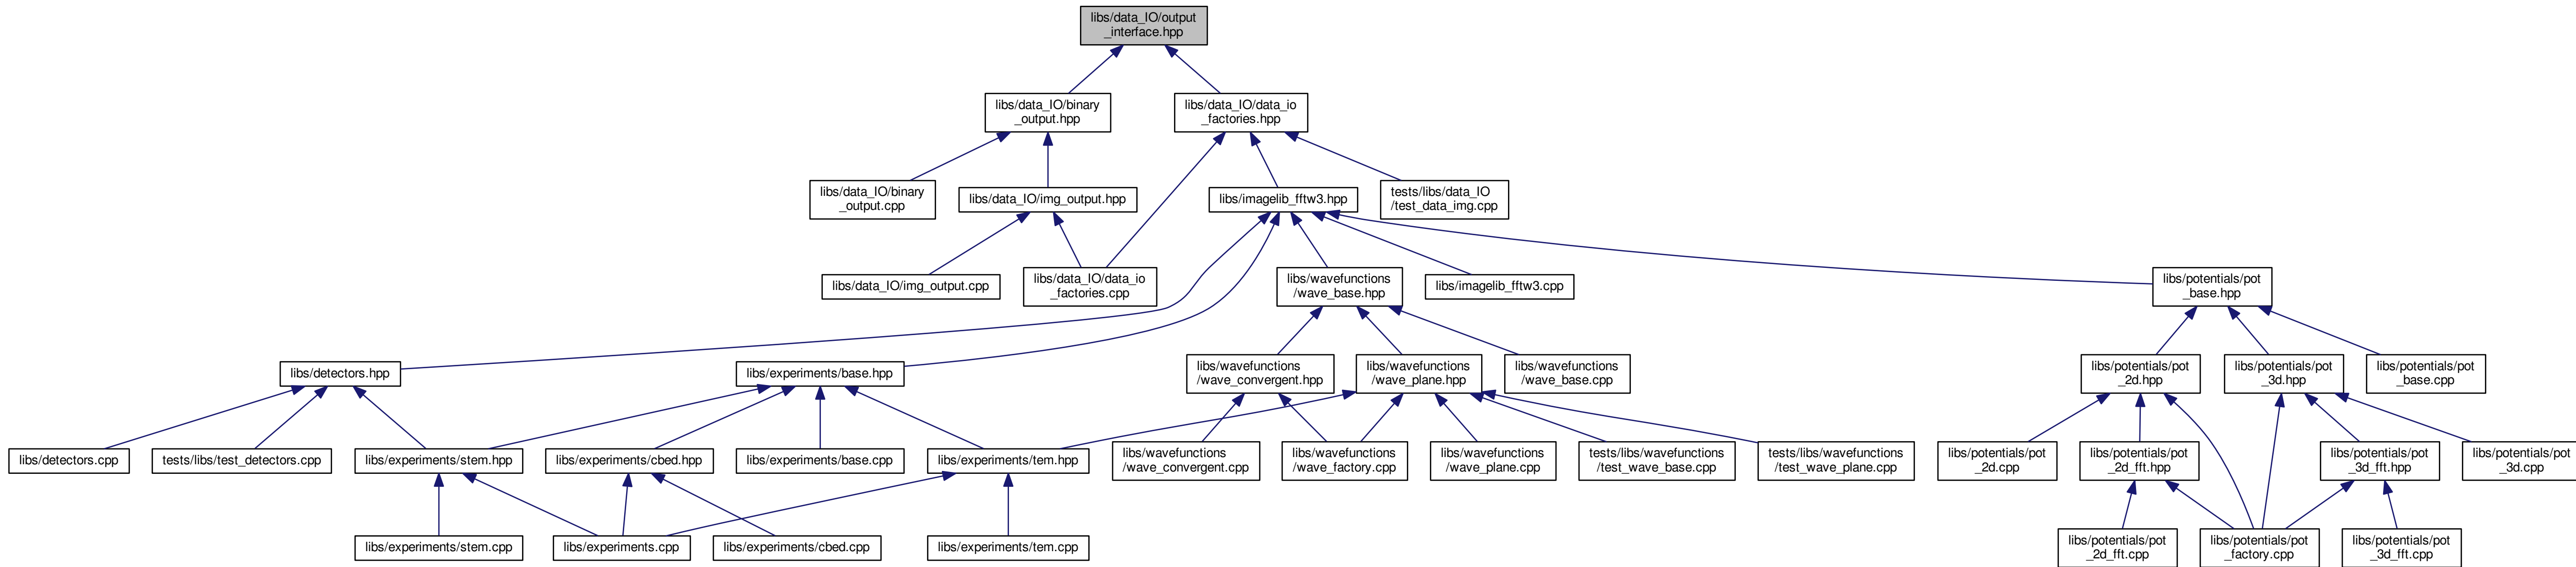 libs/data_IO/output
_interface.hpp
libs/data_IO/binary
_output.hpp
libs/data_IO/data_io
_factories.hpp
libs/data_IO/binary
_output.cpp
libs/data_IO/img_output.hpp
libs/imagelib_fftw3.hpp
tests/libs/data_IO
/test_data_img.cpp
libs/data_IO/img_output.cpp
libs/data_IO/data_io
_factories.cpp
libs/wavefunctions
/wave_base.hpp
libs/imagelib_fftw3.cpp
libs/potentials/pot
_base.hpp
libs/detectors.hpp
libs/experiments/base.hpp
libs/wavefunctions
/wave_convergent.hpp
libs/wavefunctions
/wave_plane.hpp
libs/wavefunctions
/wave_base.cpp
libs/potentials/pot
_2d.hpp
libs/potentials/pot
_3d.hpp
libs/potentials/pot
_base.cpp
libs/detectors.cpp
tests/libs/test_detectors.cpp
libs/experiments/stem.hpp
libs/experiments/cbed.hpp
libs/experiments/base.cpp
libs/experiments/tem.hpp
libs/wavefunctions
/wave_convergent.cpp
libs/wavefunctions
/wave_factory.cpp
libs/wavefunctions
/wave_plane.cpp
tests/libs/wavefunctions
/test_wave_base.cpp
tests/libs/wavefunctions
/test_wave_plane.cpp
libs/potentials/pot
_2d.cpp
libs/potentials/pot
_2d_fft.hpp
libs/potentials/pot
_3d_fft.hpp
libs/potentials/pot
_3d.cpp
libs/experiments/stem.cpp
libs/experiments.cpp
libs/experiments/cbed.cpp
libs/experiments/tem.cpp
libs/potentials/pot
_2d_fft.cpp
libs/potentials/pot
_factory.cpp
libs/potentials/pot
_3d_fft.cpp